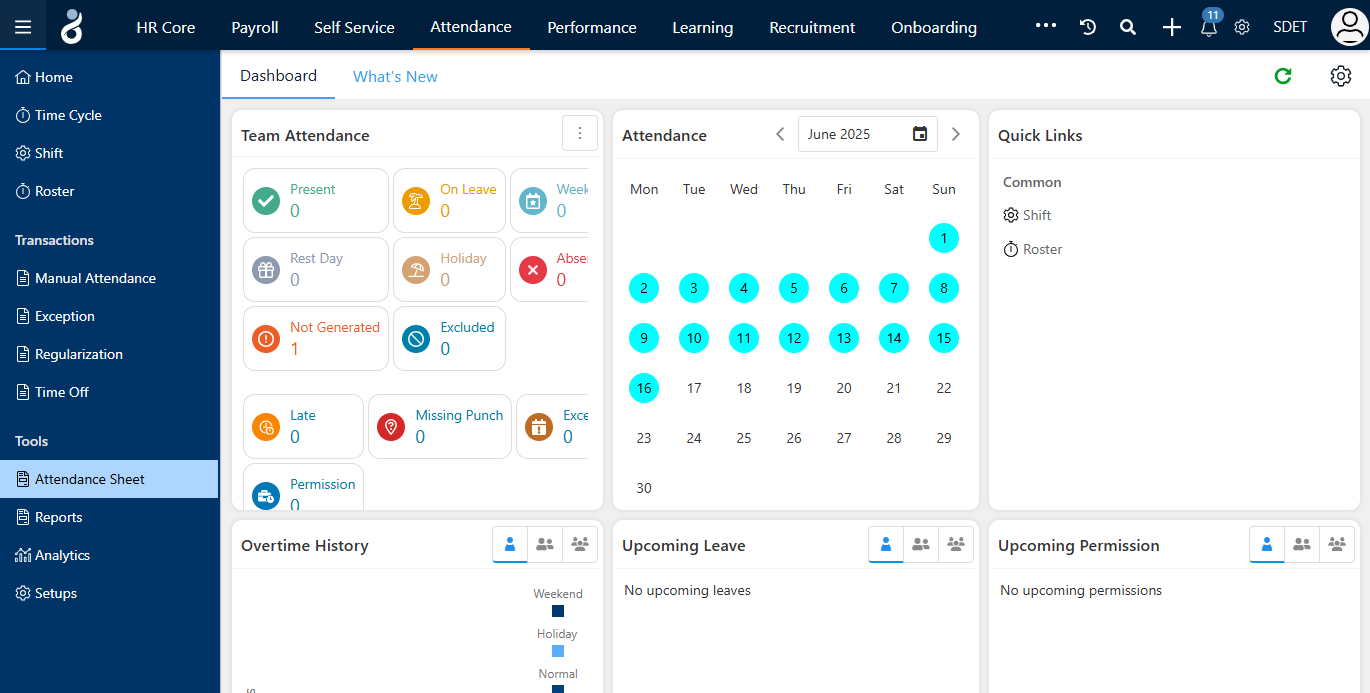 HR Core Payroll Self Service Attendance Performance Learning Recruitment Onboarding 11 SDET
Home
Time Cycle
Shift
Roster
Transactions
Manual Attendance
Exception
Regularization
Time Off
Tools
Attendance Sheet
Reports
Analytics
Setups
Dashboard What's New
Team Attendance
Present On Leave Week
0 0 0
Rest Day Holiday Abse
0 0 0
Not Generated Excluded
1 0
Late Missing Punch Exce
0 0 0
Permission
0
Attendance June 2025
Mon Tue Wed Thu Fri Sat Sun
1
2 3 4 5 6 7 8
9 10 11 12 13 14 15
16 17 18 19 20 21 22
23 24 25 26 27 28 29
30
Quick Links
Common
Shift
Roster
Overtime History
Weekend
Holiday
Normal
Upcoming Leave
No upcoming leaves
Upcoming Permission
No upcoming permissions